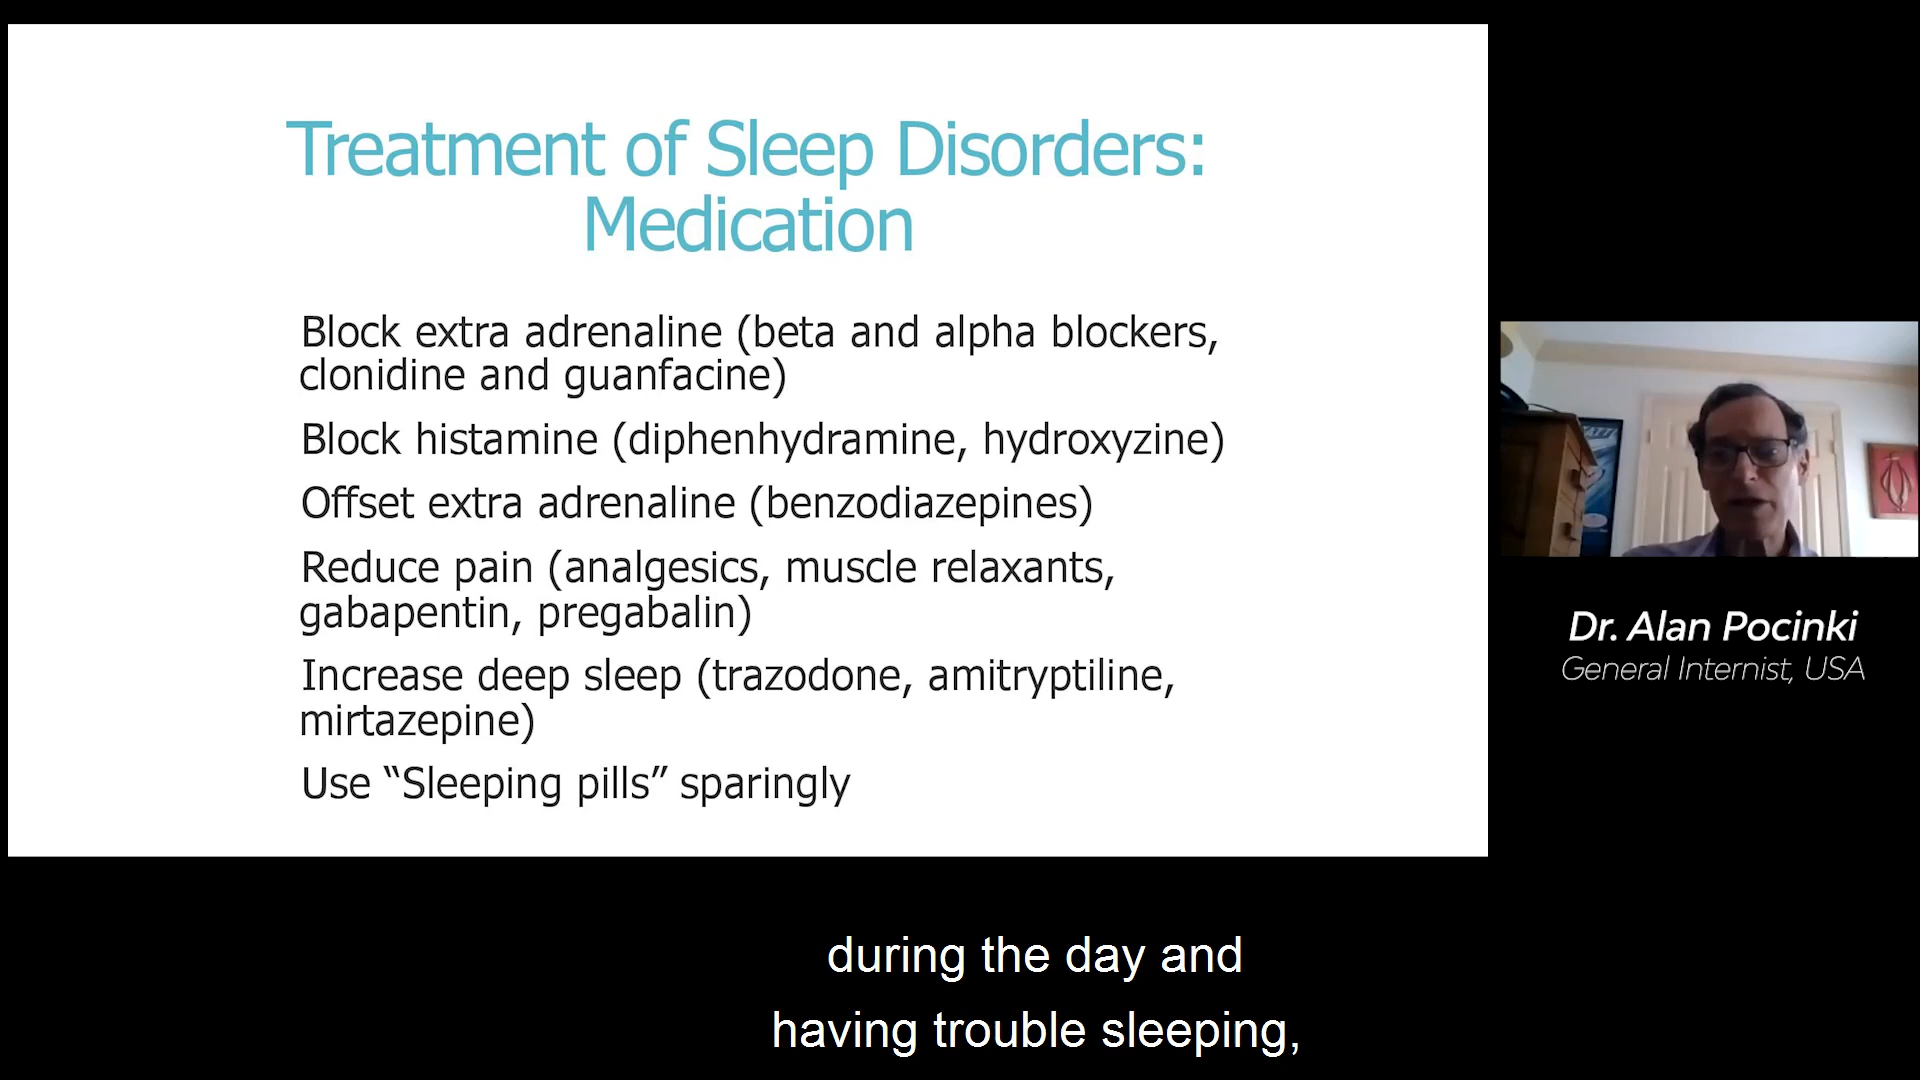 Treatment of Sleep Disorders:
Medication
Block extra adrenaline (beta and alpha blockers,
clonidine and guanfacine)
Block histamine (diphenhydramine, hydroxyzine)
Offset extra adrenaline (benzodiazepines)
Reduce pain (analgesics, muscle relaxants,
gabapentin, pregabalin)
Increase deep sleep (trazodone, amitryptiline,
mirtazepine)
Use “Sleeping pills” sparingly
Dr. Alan Pocinki
General Internist, USA
during the day and
having trouble sleeping,